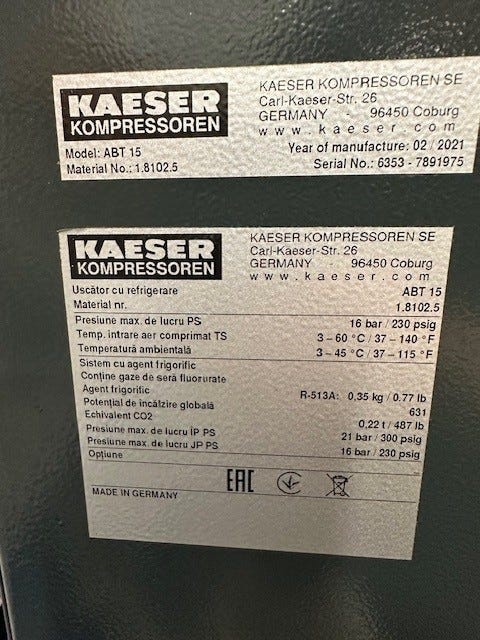 KAESER
KOMPRESSOREN
KAESER KOMPRESSOREN SE
Carl-Kaeser-Str. 26
GERMANY - 96450 Coburg
www.kaeser.com
Model: ABT 15
Year of manufacture: 02 / 2021
Material No.: 1.8102.5
Serial No.: 6353 - 7891975
KAESER
KOMPRESSOREN
KAESER KOMPRESSOREN SE
Carl-Kaeser-Str. 26
GERMANY 96450 Coburg
www.kaeser.com
Uscător cu refrigerare ABT 15
Material nr. 1.8102.5
Presiune max. de lucru PS 16 bar / 230 psig
Temp. intrare aer comprimat TS 3 – 60 °C / 37 – 140 °F
Temperatură ambientală 3 – 45 °C / 37 – 115 °F
Sistem cu agent frigorific
Conține gaze de seră fluorurate
Agent frigorific R-513A: 0,35 kg / 0.77 lb
Potențial de încălzire globală 631
Echivalent CO2 0,22 t / 487 lb
Presiune max. de lucru İP PS 21 bar / 300 psig
Presiune max. de lucru JP PS 16 bar / 230 psig
Opțiune
EAC
MADE IN GERMANY